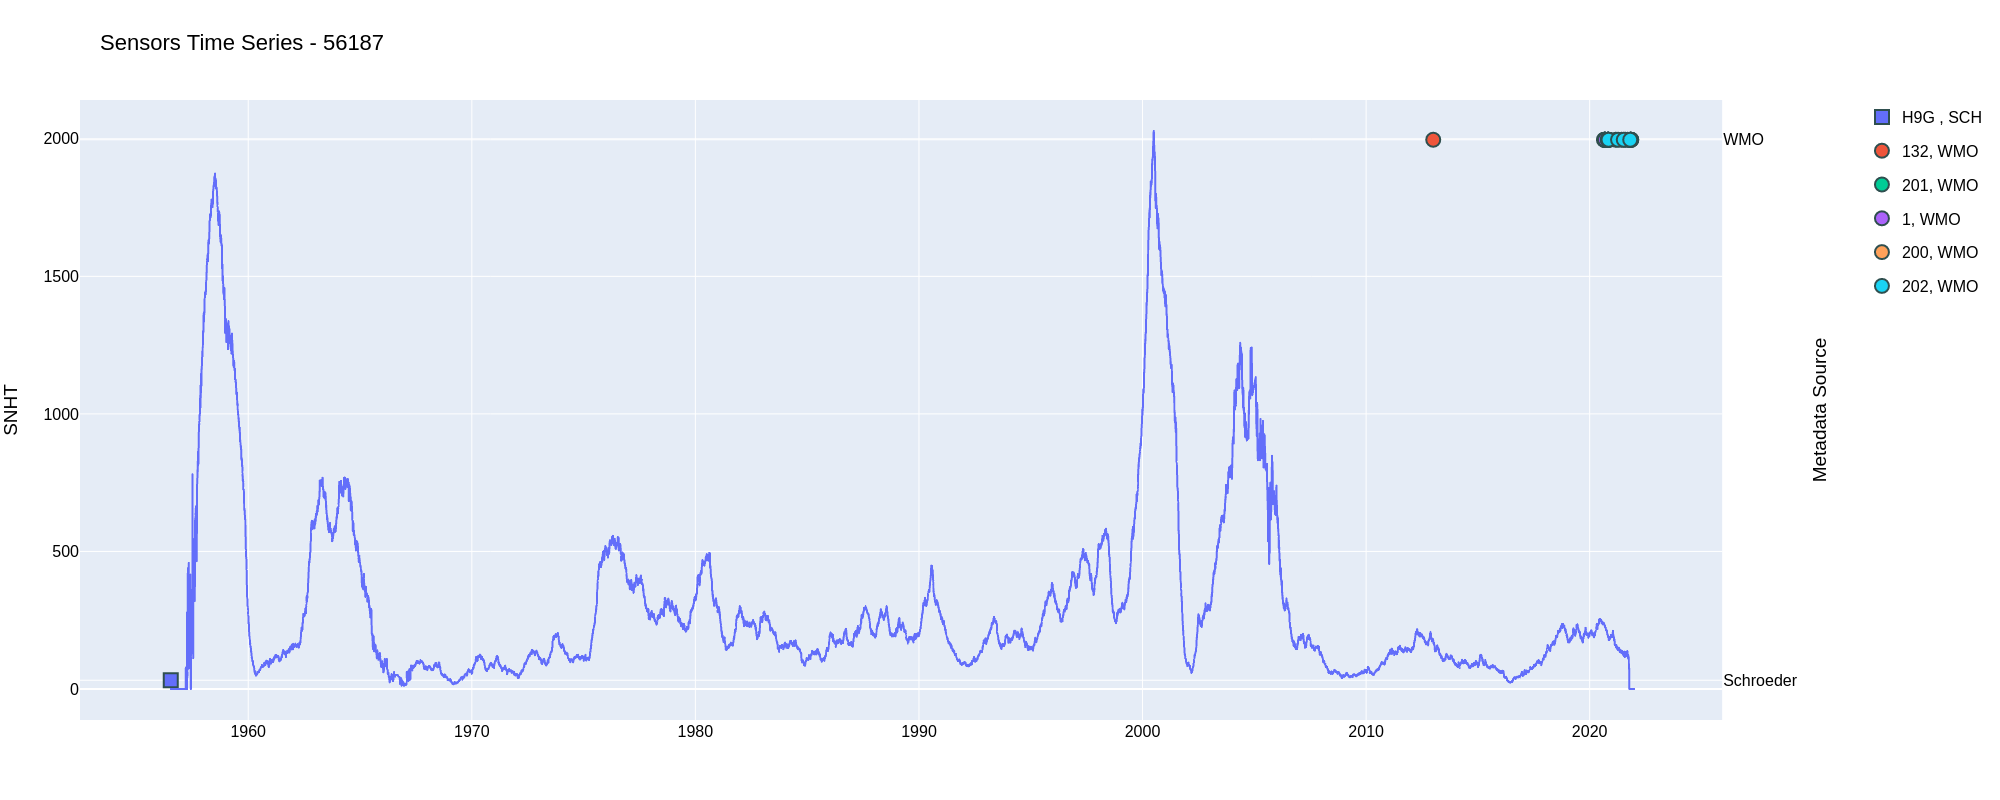 Sensors Time Series - 56187
2000
1500
1000
500
0
SNHT
1960
1970
1980
1990
2000
2010
2020
WMO
Schroeder
Metadata Source
H9G , SCH
132, WMO
201, WMO
1, WMO
200, WMO
202, WMO